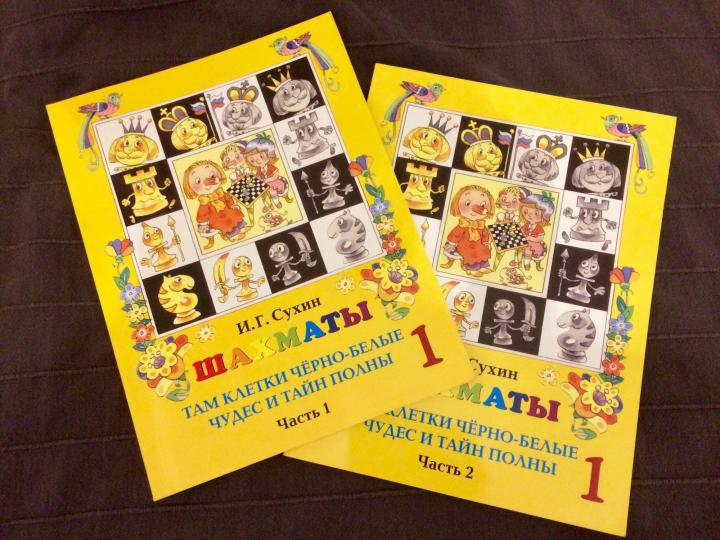 И.Г. Сухин
ШАХМАТЫ
1
ТАМ КЛЕТКИ ЧЁРНО-БЕЛЫЕ
ЧУДЕС И ТАЙН ПОЛНЫ
Часть 1
Сухин
ХМАТЫ
КЛЕТКИ ЧЁРНО-БЕЛЫЕ
ЧУДЕС И ТАЙН ПОЛНЫ
1
Часть 2